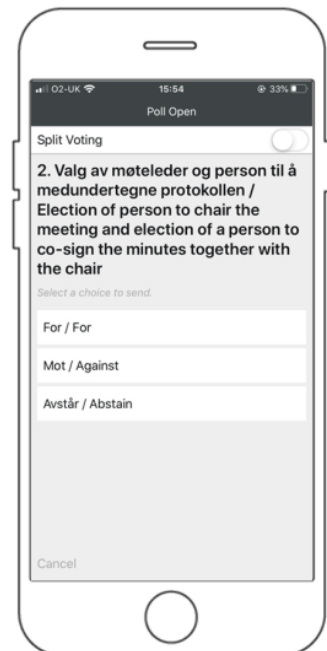 O2-UK 15:54 33%
Poll Open
Split Voting
2. Valg av møteleder og person til å
medundertegne protokollen /
Election of person to chair the
meeting and election of a person to
co-sign the minutes together with
the chair
Select a choice to send.
For / For
Mot / Against
Avstår / Abstain
Cancel